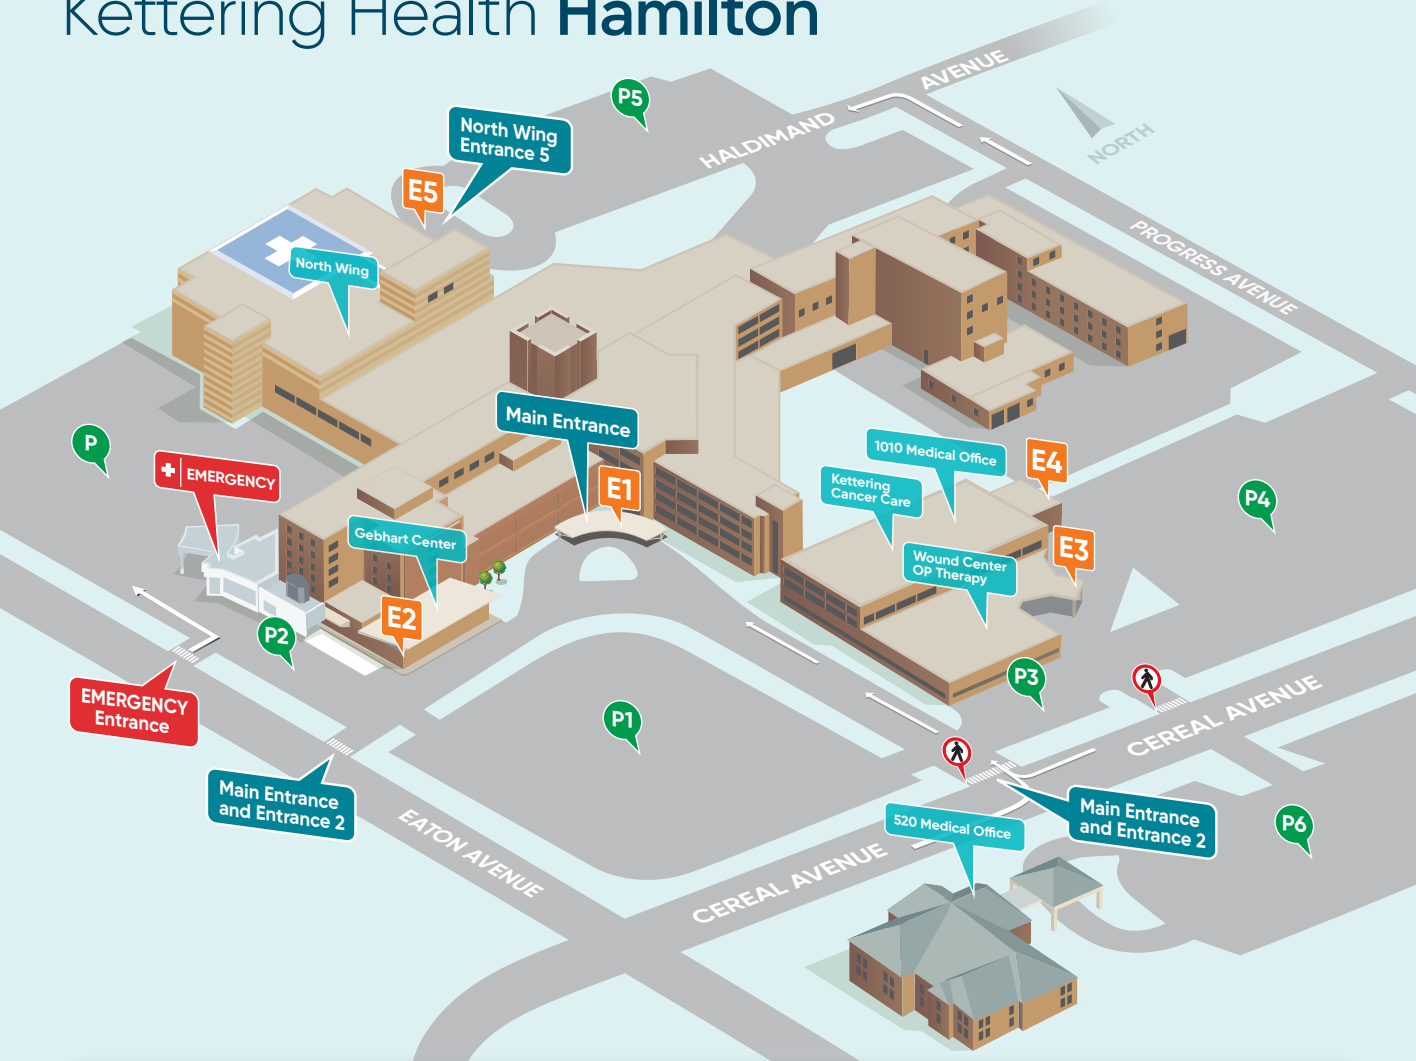 Kettering Health Hamilton
AVENUE
P5
North Wing
Entrance 5
HALDIMAND
NORTH
E5
PROGRESS AVENUE
North Wing
Main Entrance
P
EMERGENCY
1010 Medical Office
E4
Kettering
Cancer Care
E1
P4
Gebhart Center
E3
Wound Center
OP Therapy
E2
P2
P3
EMERGENCY
Entrance
P1
CEREAL AVENUE
Main Entrance
and Entrance 2
EATON AVENUE
CEREAL AVENUE
520 Medical Office
Main Entrance
and Entrance 2
P6